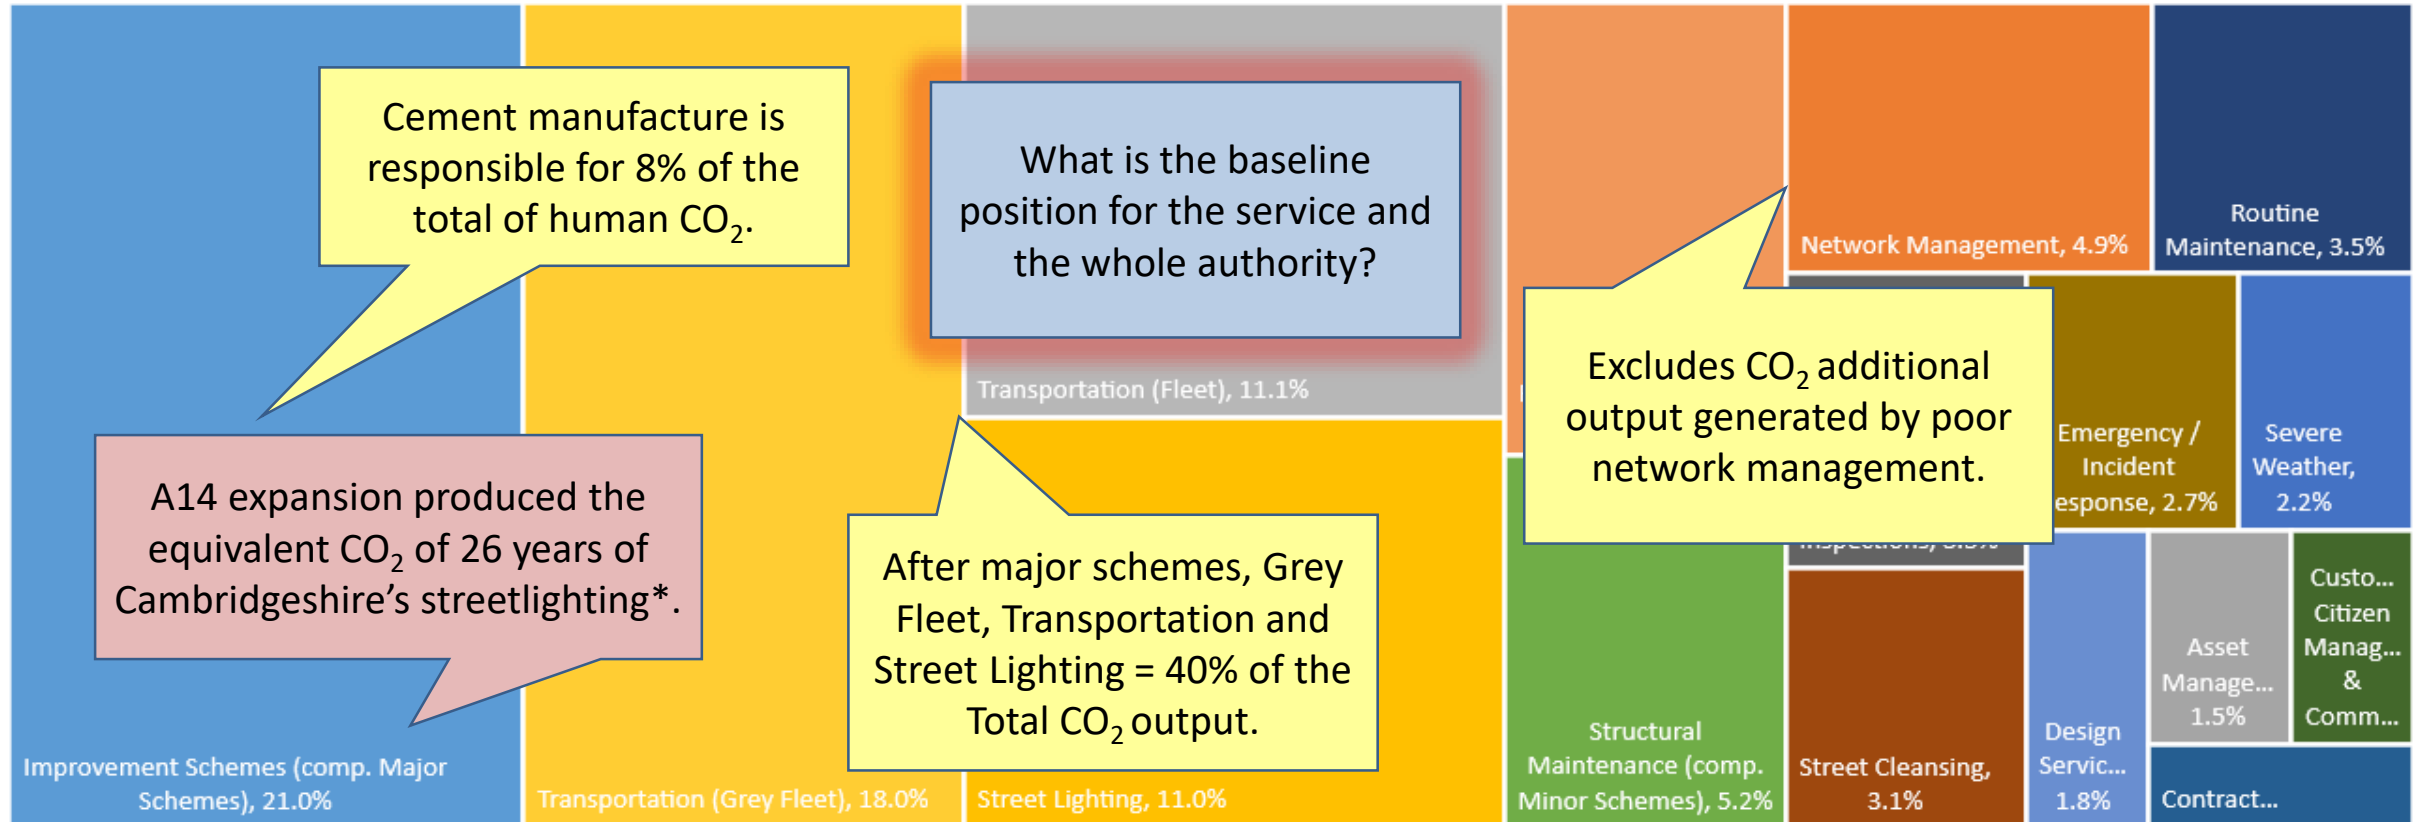 Cement manufacture is
responsible for 8% of the
total of human CO₂.
A14 expansion produced the
equivalent CO₂ of 26 years of
Cambridgeshire’s streetlighting*.
Improvement Schemes (comp. Major
Schemes), 21.0%
Transportation (Grey Fleet), 18.0%
What is the baseline
position for the service and
the whole authority?
Transportation (Fleet), 11.1%
After major schemes, Grey
Fleet, Transportation and
Street Lighting = 40% of the
Total CO₂ output.
Street Lighting, 11.0%
Excludes CO₂ additional
output generated by poor
network management.
Structural
Maintenance (comp.
Minor Schemes), 5.2%
Network Management, 4.9%
Routine
Maintenance, 3.5%
Emergency /
Incident
esponse, 2.7%
Severe
Weather,
2.2%
Street Cleansing,
3.1%
Design
Servic...
1.8%
Asset
Manage...
1.5%
Custo...
Citizen
Manag...
&
Comm...
Contract...